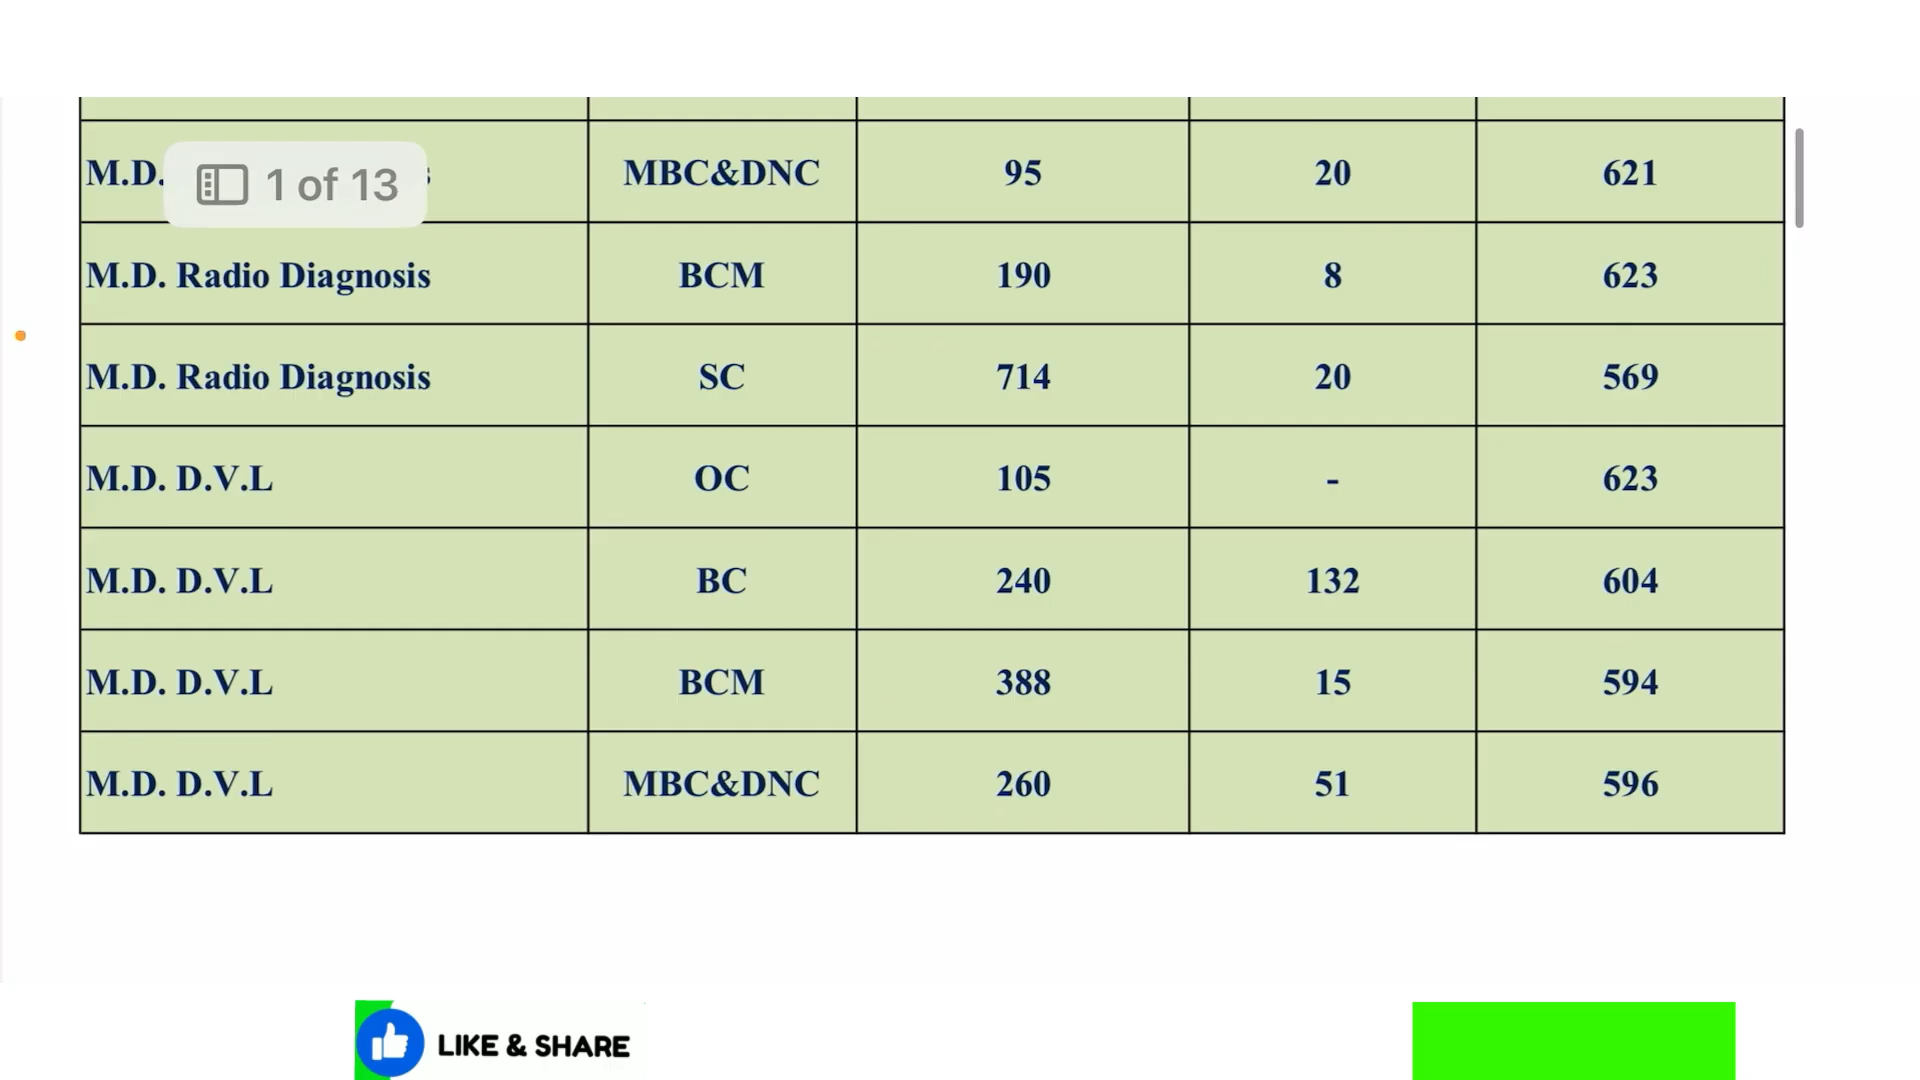 M.D. MBC&DNC 95 20 621
1 of 13
M.D. Radio Diagnosis BCM 190 8 623
M.D. Radio Diagnosis SC 714 20 569
M.D. D.V.L OC 105 - 623
M.D. D.V.L BC 240 132 604
M.D. D.V.L BCM 388 15 594
M.D. D.V.L MBC&DNC 260 51 596
LIKE & SHARE